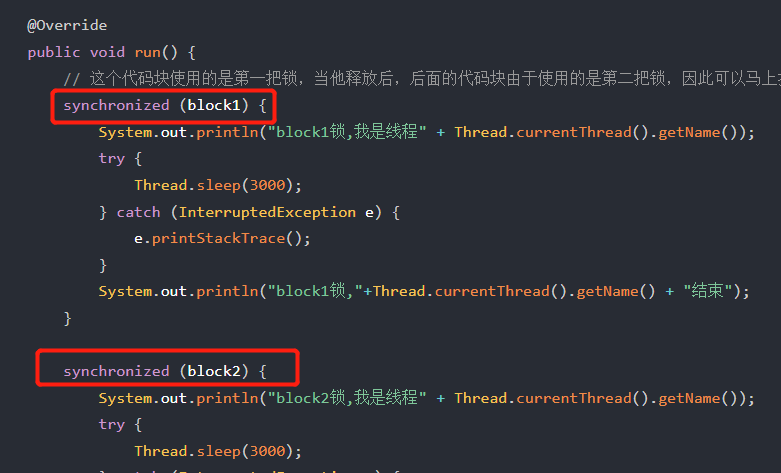 @Override
public void run() {
// 这个代码块使用的是第一把锁，当他释放后，后面的代码块由于使用的是第二把锁，因此可以马上
synchronized (block1) {
System.out.println("block1锁,我是线程" + Thread.currentThread().getName());
try {
Thread.sleep(3000);
} catch (InterruptedException e) {
e.printStackTrace();
}
System.out.println("block1锁,"+Thread.currentThread().getName() + "结束");
}
synchronized (block2) {
System.out.println("block2锁,我是线程" + Thread.currentThread().getName());
try {
Thread.sleep(3000);
} catch (InterruptedException e) {